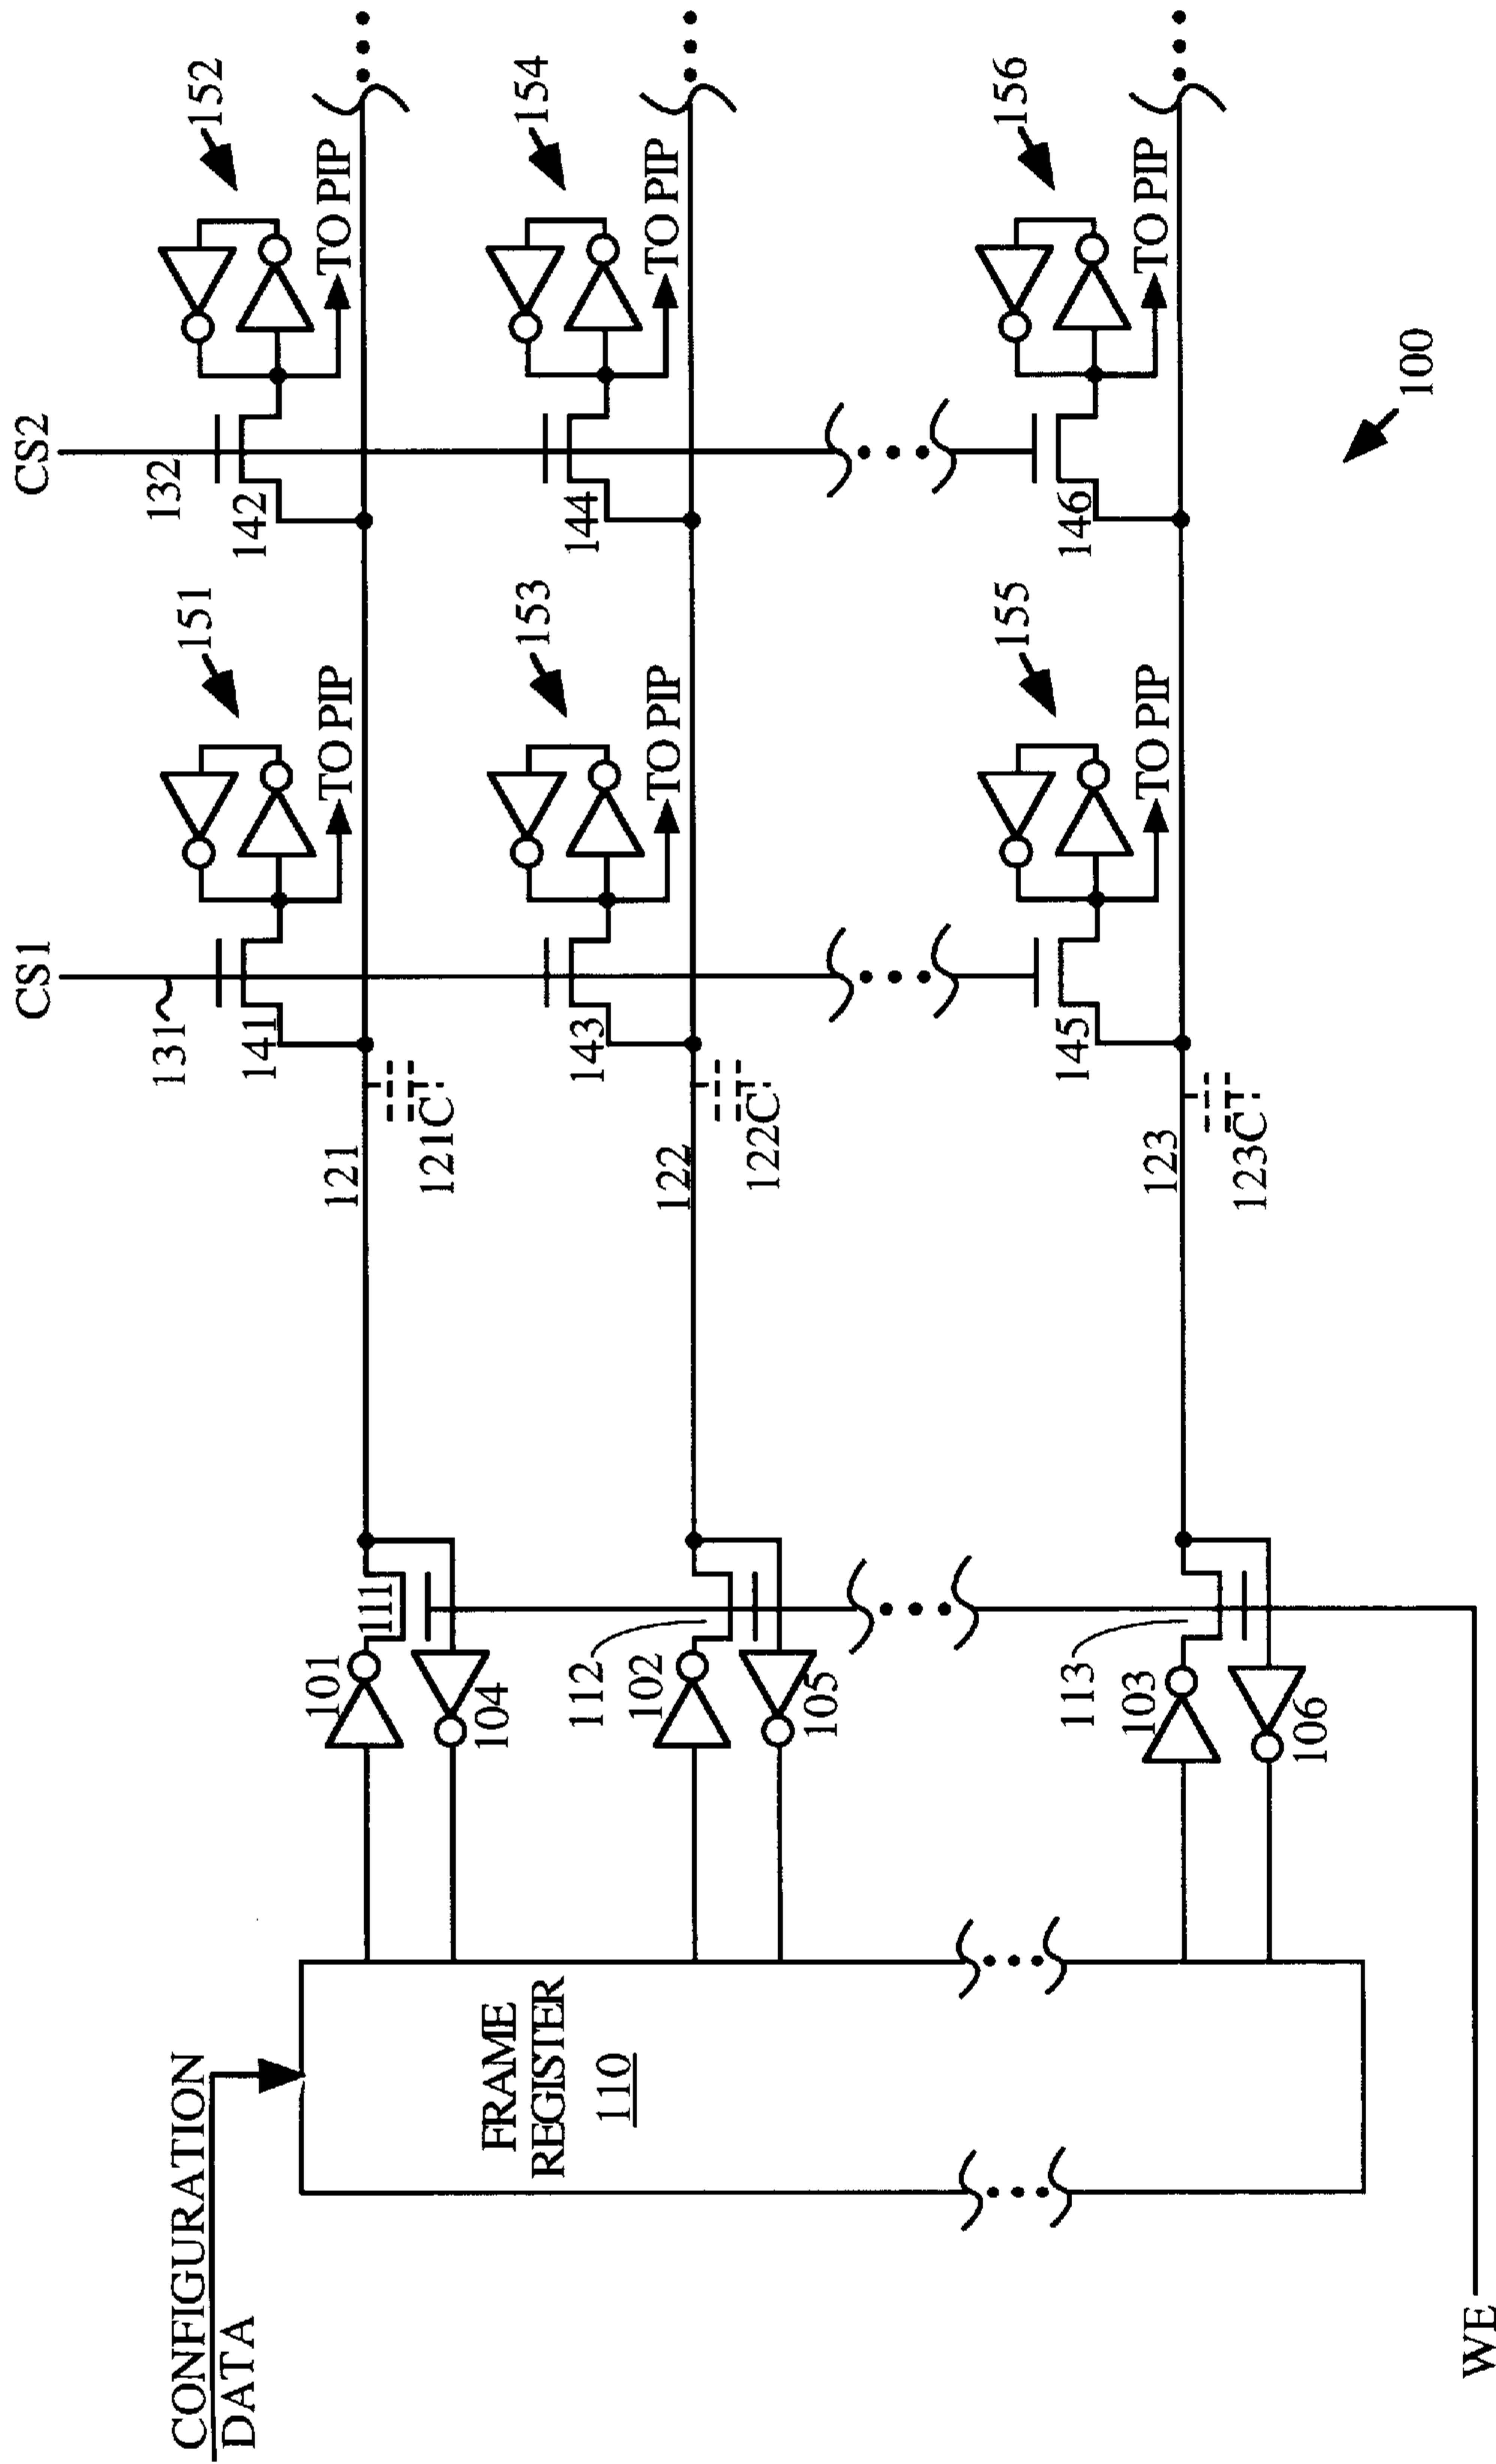 CS1
CS2
131
132
151
152
141
142
TO PIP
TO PIP
CONFIGURATION
DATA
101
111
121
104
121C
153
154
143
144
TO PIP
TO PIP
FRAME
REGISTER
110
112
102
122
105
122C
155
156
145
146
TO PIP
TO PIP
113
103
123
106
123C
WE
100